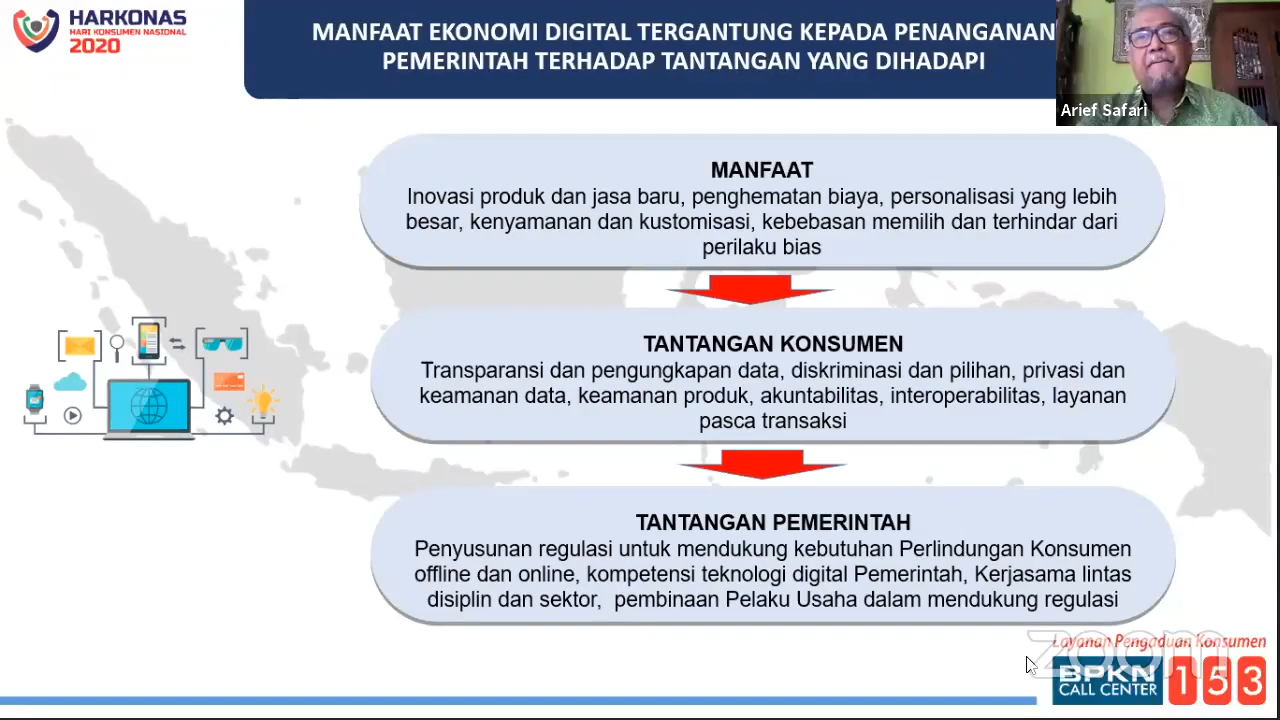 HARKONAS
HARI KONSUMEN NASIONAL
2020
MANFAAT EKONOMI DIGITAL TERGANTUNG KEPADA PENANGANAN
PEMERINTAH TERHADAP TANTANGAN YANG DIHADAPI
Arief Safari
MANFAAT
Inovasi produk dan jasa baru, penghematan biaya, personalisasi yang lebih
besar, kenyamanan dan kustomisasi, kebebasan memilih dan terhindar dari
perilaku bias
TANTANGAN KONSUMEN
Transparansi dan pengungkapan data, diskriminasi dan pilihan, privasi dan
keamanan data, keamanan produk, akuntabilitas, interoperabilitas, layanan
pasca transaksi
TANTANGAN PEMERINTAH
Penyusunan regulasi untuk mendukung kebutuhan Perlindungan Konsumen
offline dan online, kompetensi teknologi digital Pemerintah, Kerjasama lintas
disiplin dan sektor, pembinaan Pelaku Usaha dalam mendukung regulasi
Layanan Pengaduan Konsumen
zoom
BPKN
CALL CENTER
153